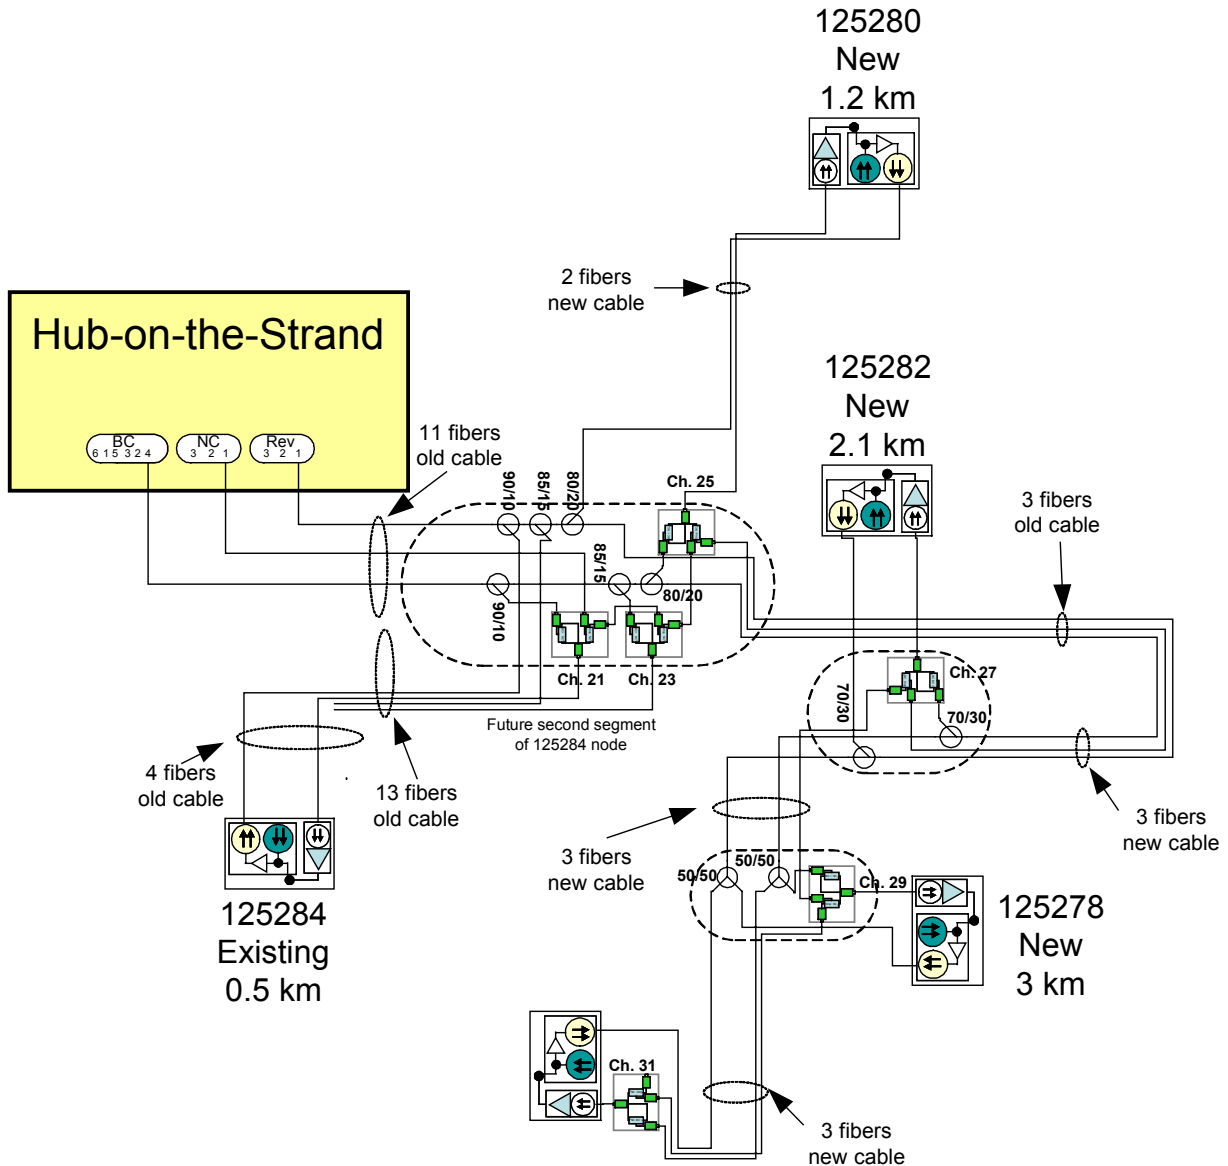 125280
New
1.2 km
2 fibers
new cable
Hub-on-the-Strand
BC
6 1 5 3 2 4
NC
3 2 1
Rev
3 2 1
11 fibers
old cable
125282
New
2.1 km
90/10
85/15
80/20
Ch. 25
3 fibers
old cable
85/15
80/20
90/10
Ch. 21
Ch. 23
Ch. 27
70/30
70/30
Future second segment
of 125284 node
4 fibers
old cable
13 fibers
old cable
3 fibers
new cable
3 fibers
new cable
50/50
50/50
Ch. 29
125284
Existing
0.5 km
125278
New
3 km
Ch. 31
3 fibers
new cable